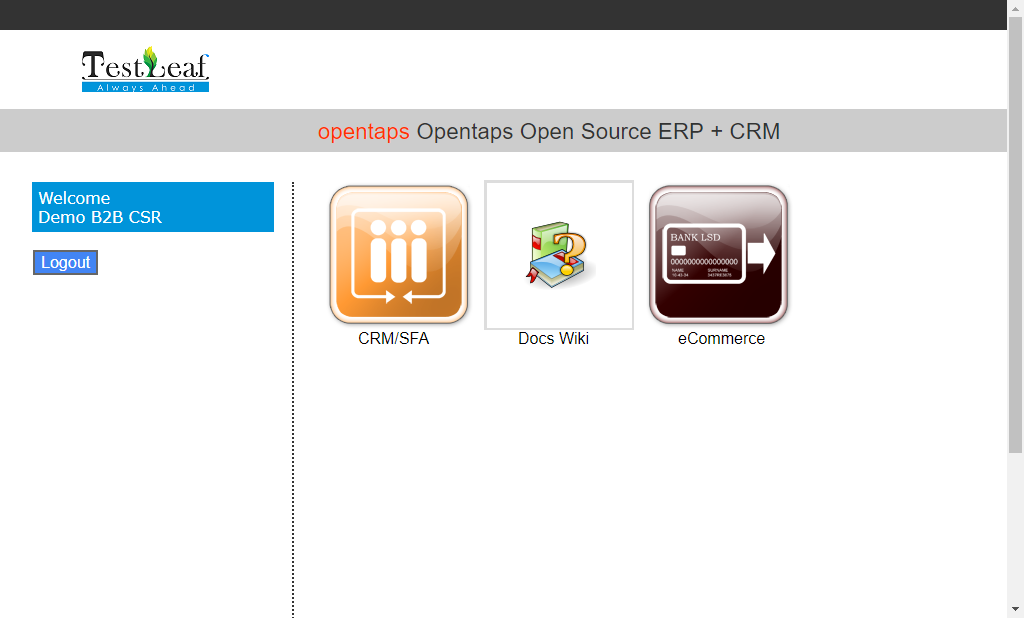 TestLeaf
Always Ahead
opentaps Opentaps Open Source ERP + CRM
Welcome
Demo B2B CSR
Logout
BANK LSD
0000000000000000
NAME SURNAME
CRM/SFA
Docs Wiki
eCommerce